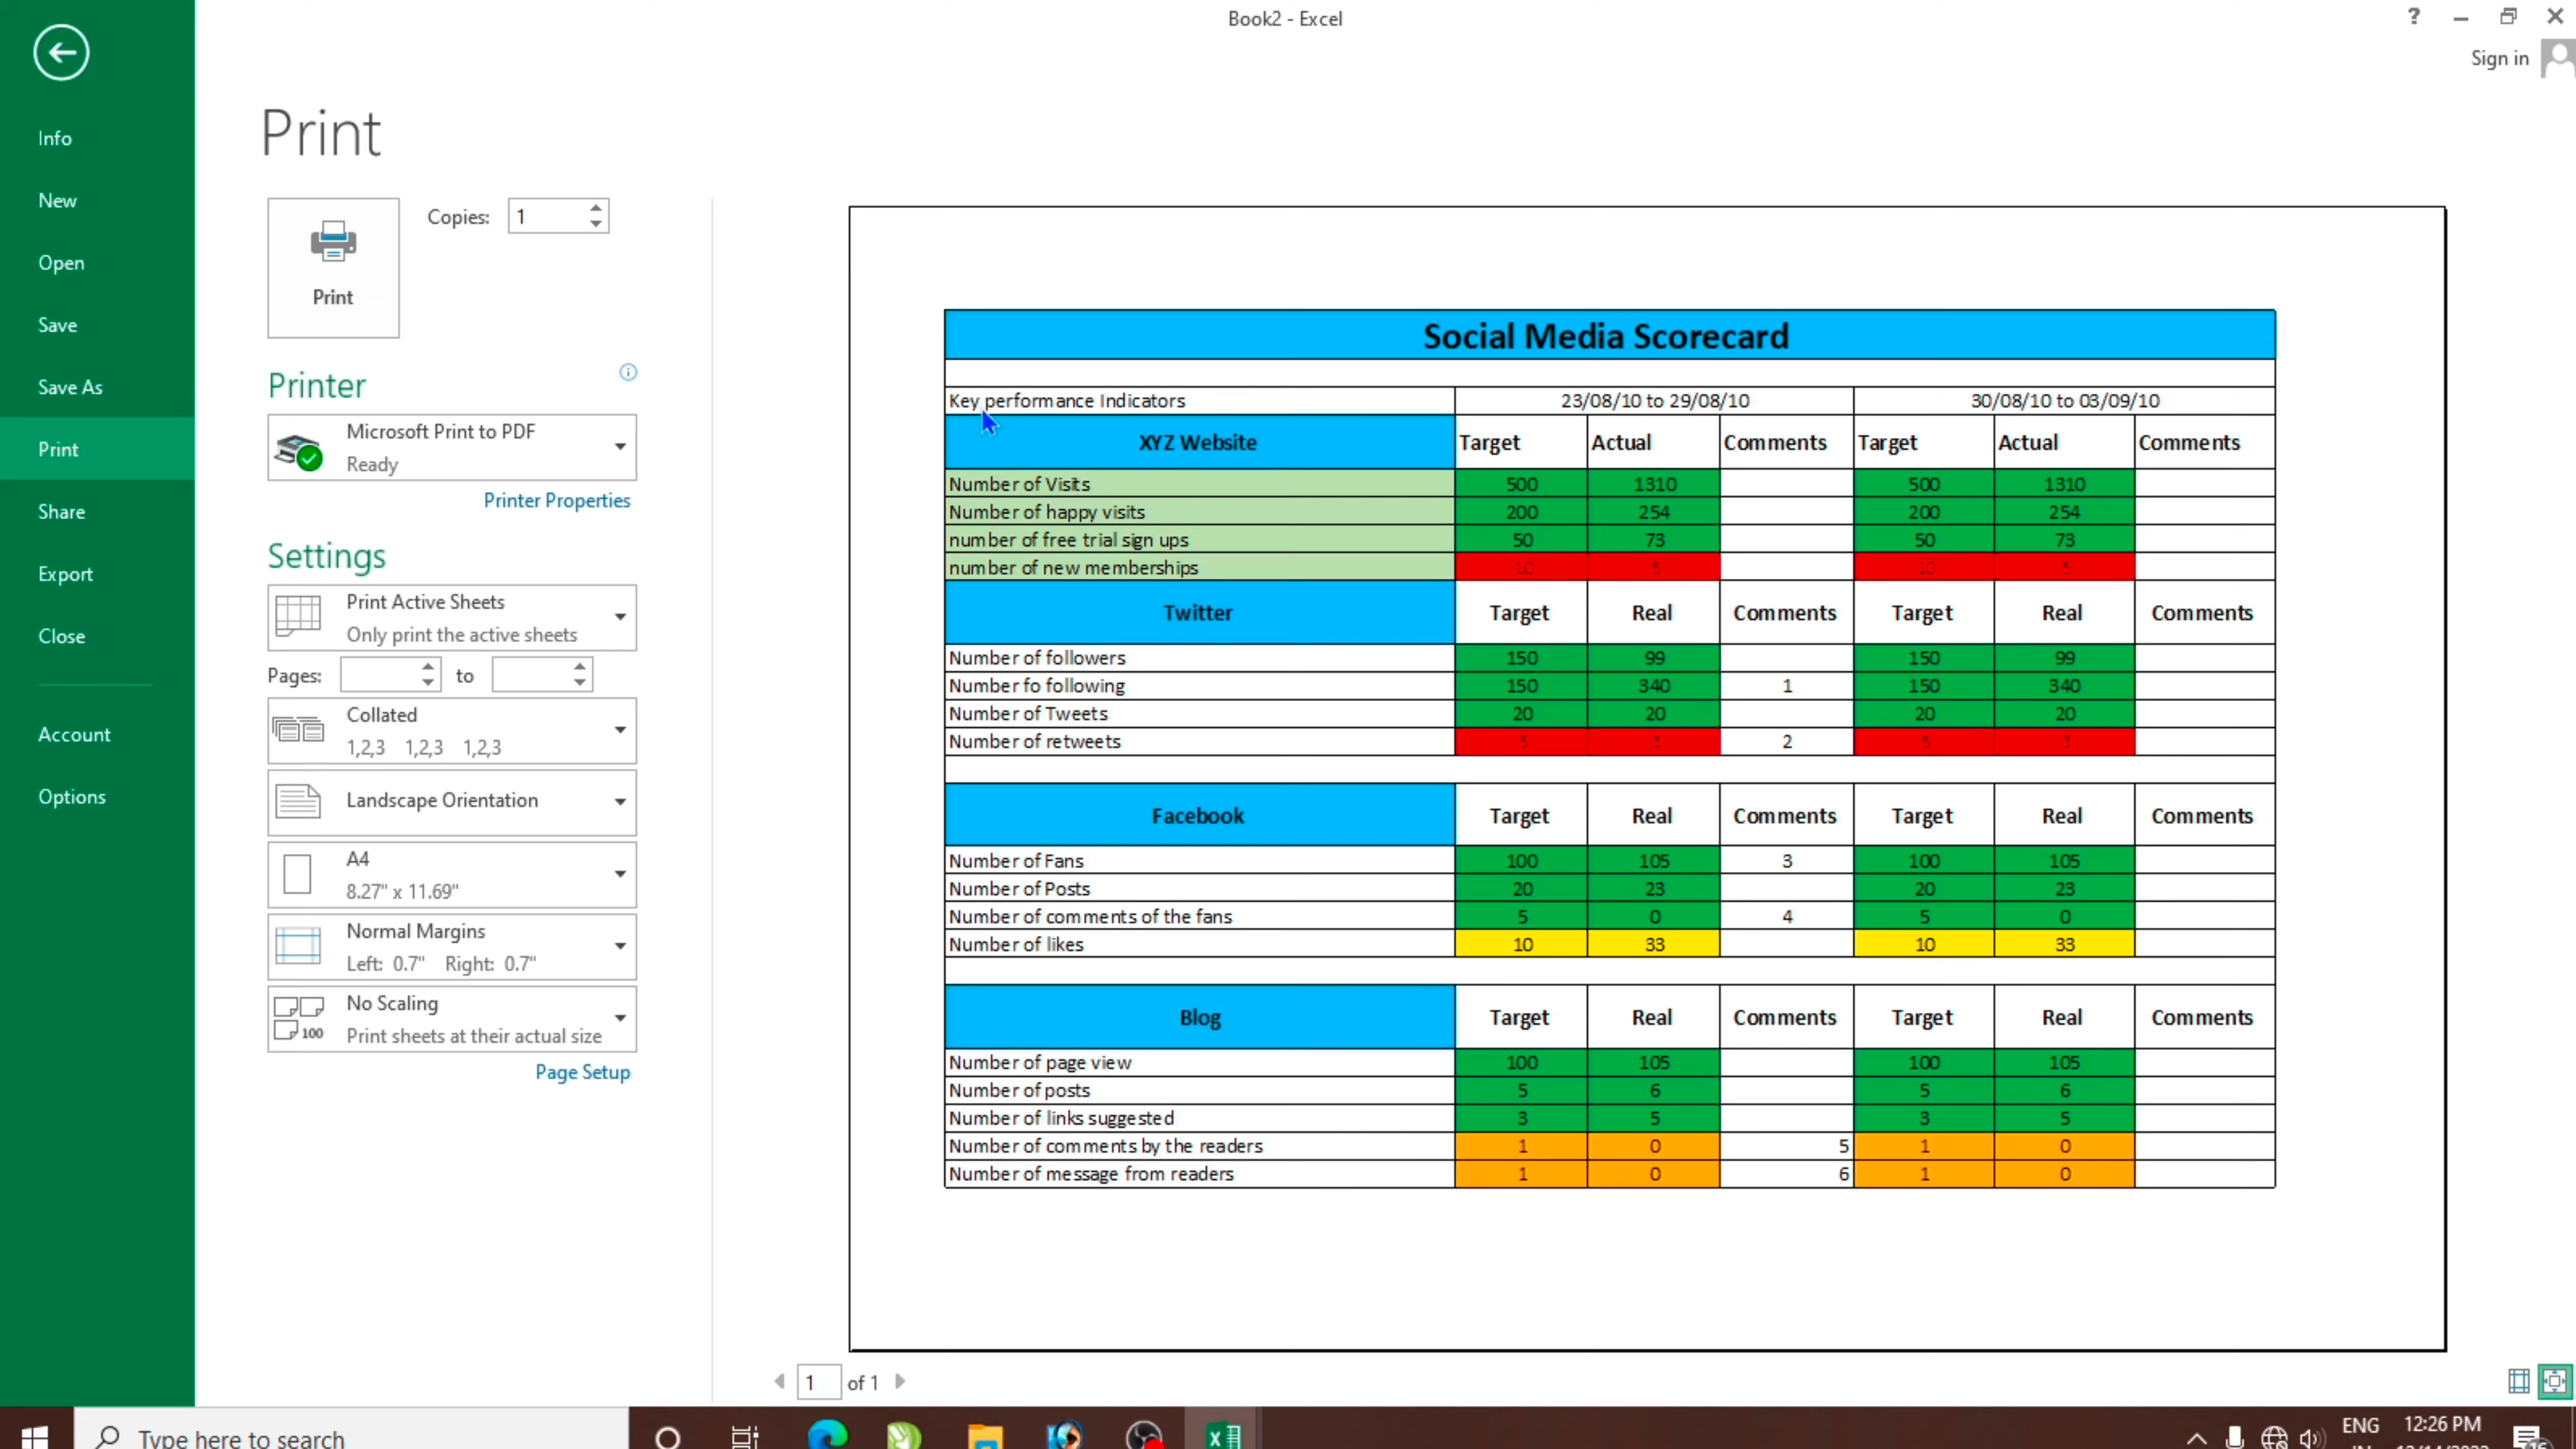 Book2 - Excel
?
Sign in
Info
New
Open
Save
Save As
Print
Share
Export
Close
Account
Options
Print
Print
Copies: 1
Printer
Microsoft Print to PDF
Ready
Printer Properties
Settings
Print Active Sheets
Only print the active sheets
Pages: to
Collated
1,2,3 1,2,3 1,2,3
Landscape Orientation
A4
8.27" x 11.69"
Normal Margins
Left: 0.7" Right: 0.7"
No Scaling
100
Print sheets at their actual size
Page Setup
Social Media Scorecard
Key performance Indicators 23/08/10 to 29/08/10 30/08/10 to 03/09/10
XYZ Website Target Actual Comments Target Actual Comments
Number of Visits 500 1310 500 1310
Number of happy visits 200 254 200 254
number of free trial sign ups 50 73 50 73
number of new memberships 10 5 10 5
Twitter Target Real Comments Target Real Comments
Number of followers 150 99 150 99
Number fo following 150 340 1 150 340
Number of Tweets 20 20 20 20
Number of retweets 5 3 2 5 3
Facebook Target Real Comments Target Real Comments
Number of Fans 100 105 3 100 105
Number of Posts 20 23 20 23
Number of comments of the fans 5 0 4 5 0
Number of likes 10 33 10 33
Blog Target Real Comments Target Real Comments
Number of page view 100 105 100 105
Number of posts 5 6 5 6
Number of links suggested 3 5 3 5
Number of comments by the readers 1 0 5 1 0
Number of message from readers 1 0 6 1 0
1 of 1
Type here to search
ENG
12:26 PM